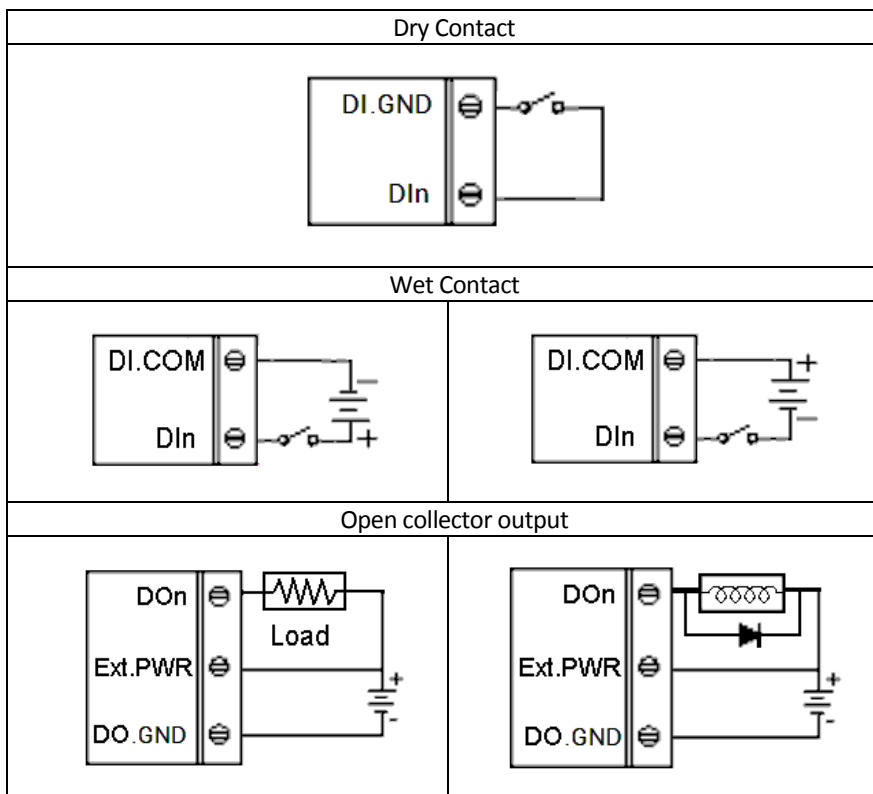 Dry Contact
DI.GND
DIn
Wet Contact
DI.COM
−
DIn
+
DI.COM
+
DIn
−
Open collector output
DOn
Load
Ext.PWR
+
DO.GND
-
DOn
Ext.PWR
+
DO.GND
-